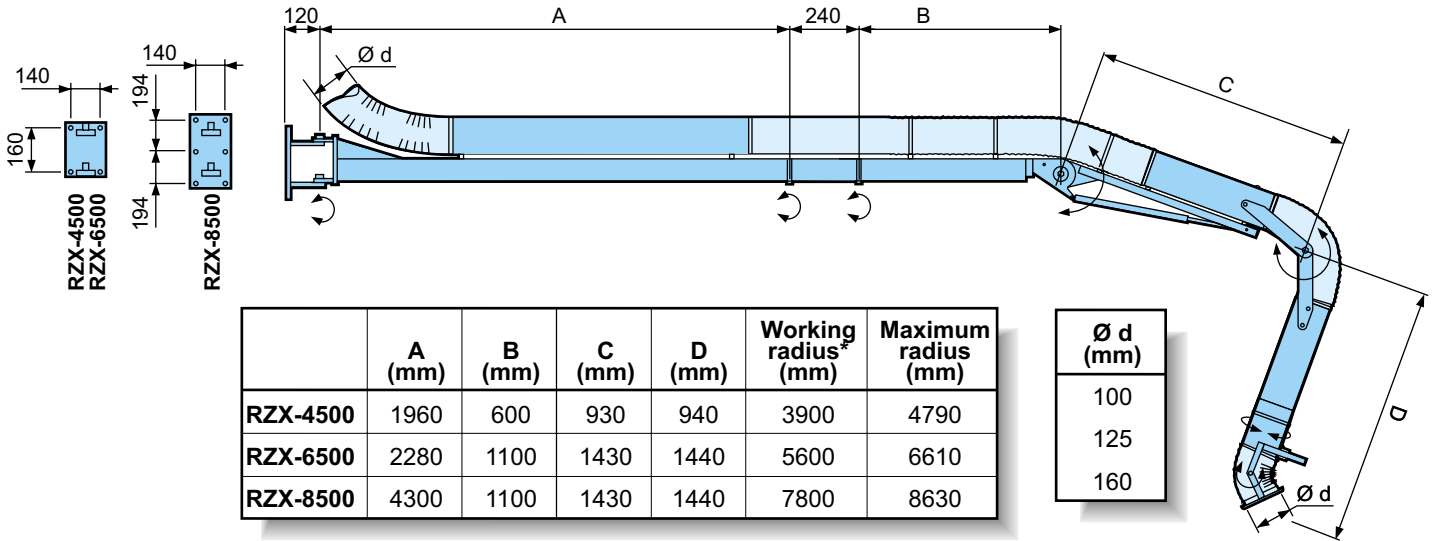 120 A 240 B
Ø d
C
140
140
194
160
194
RZX-4500
RZX-6500
RZX-8500
A (mm) B (mm) C (mm) D (mm) Working radius* (mm) Maximum radius (mm)
RZX-4500 1960 600 930 940 3900 4790
RZX-6500 2280 1100 1430 1440 5600 6610
RZX-8500 4300 1100 1430 1440 7800 8630
Ø d
(mm)
100
125
160
D
Ø d